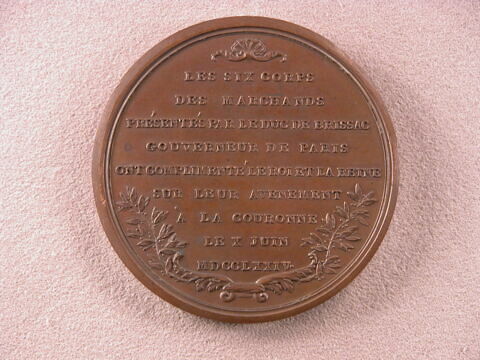 LES SIX CORPS
DES MARCHANDS
PRÉSENTÉS PAR LE DUC DE BRISSAC
GOUVERNEUR DE PARIS
ONT COMPLIMENTÉ LE ROI ET LA REINE
SUR LEUR AVENEMENT
A LA COURONNE
LE X JUIN
MDCCLXXIV·